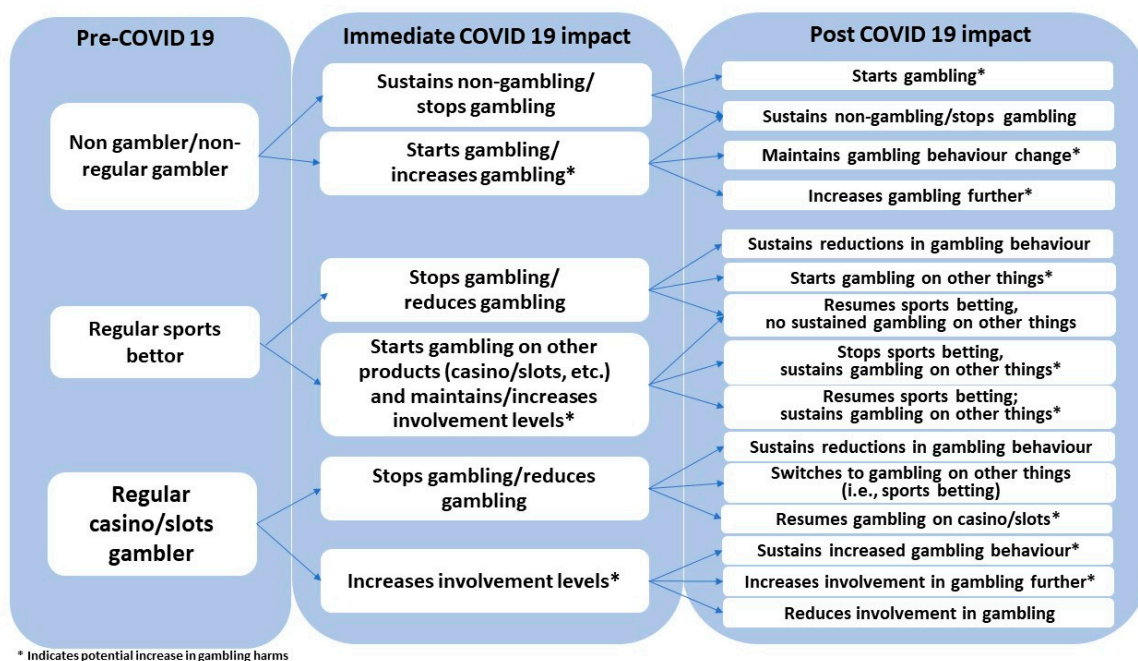 Pre-COVID 19
Non gambler/non-
regular gambler
Regular sports
bettor
Regular
casino/slots
gambler
Immediate COVID 19 impact
Sustains non-gambling/
stops gambling
Starts gambling/
increases gambling*
Stops gambling/
reduces gambling
Starts gambling on other
products (casino/slots, etc.)
and maintains/increases
involvement levels*
Stops gambling/reduces
gambling
Increases involvement levels*
Post COVID 19 impact
Starts gambling*
Sustains non-gambling/stops gambling
Maintains gambling behaviour change*
Increases gambling further*
Sustains reductions in gambling behaviour
Starts gambling on other things*
Resumes sports betting,
no sustained gambling on other things
Stops sports betting,
sustains gambling on other things*
Resumes sports betting;
sustains gambling on other things*
Sustains reductions in gambling behaviour
Switches to gambling on other things
(i.e., sports betting)
Resumes gambling on casino/slots*
Sustains increased gambling behaviour*
Increases involvement in gambling further*
Reduces involvement in gambling
* Indicates potential increase in gambling harms